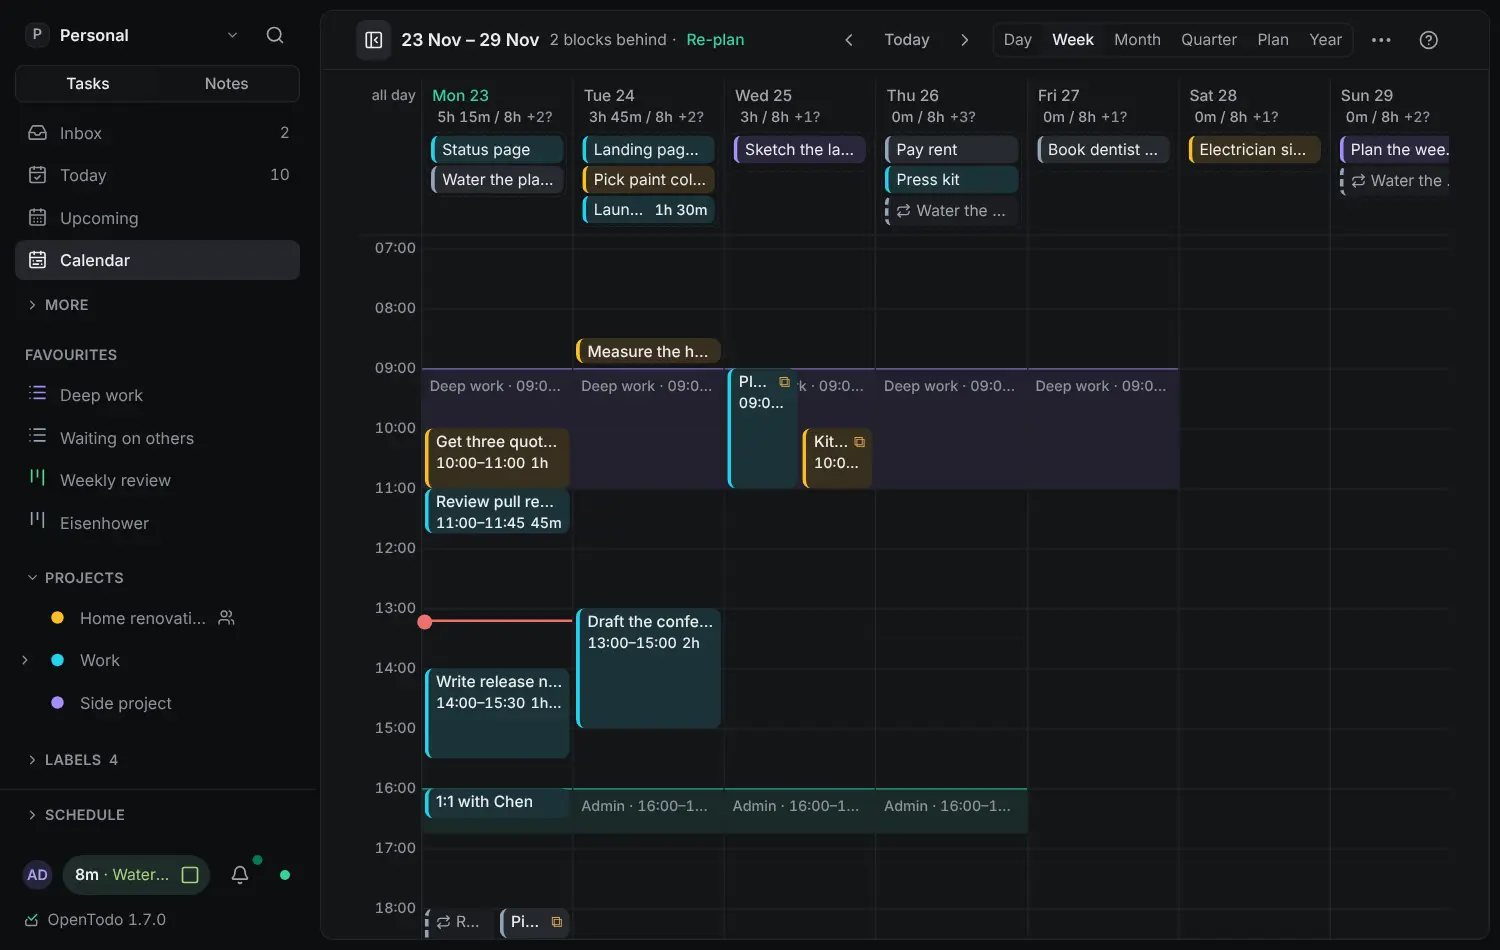 P Personal
Tasks Notes
Inbox 2
Today 10
Upcoming
Calendar
MORE
FAVOURITES
Deep work
Waiting on others
Weekly review
Eisenhower
PROJECTS
Home renovati...
Work
Side project
LABELS 4
SCHEDULE
AD 8m · Water...
OpenTodo 1.7.0
23 Nov – 29 Nov 2 blocks behind · Re-plan
Today Day Week Month Quarter Plan Year
all day
Mon 23
5h 15m / 8h +2?
Status page
Water the pla...
Tue 24
3h 45m / 8h +2?
Landing pag...
Pick paint col...
Laun... 1h 30m
Wed 25
3h / 8h +1?
Sketch the la...
Thu 26
0m / 8h +3?
Pay rent
Press kit
Water the ...
Fri 27
0m / 8h +1?
Book dentist ...
Sat 28
0m / 8h +1?
Electrician si...
Sun 29
0m / 8h +2?
Plan the wee.
Water the .
07:00
08:00
Measure the h...
09:00
Deep work · 09:0...
Deep work · 09:0...
Pl...
09:0...
k · 09:0...
Deep work · 09:0...
Deep work · 09:0...
10:00
Get three quot...
10:00–11:00 1h
Kit...
10:0...
11:00
Review pull re...
11:00–11:45 45m
12:00
13:00
Draft the confe...
13:00–15:00 2h
14:00
Write release n...
14:00–15:30 1h...
15:00
16:00
1:1 with Chen
Admin · 16:00–1...
Admin · 16:00–1...
Admin · 16:00–1...
17:00
18:00
R...
Pi...